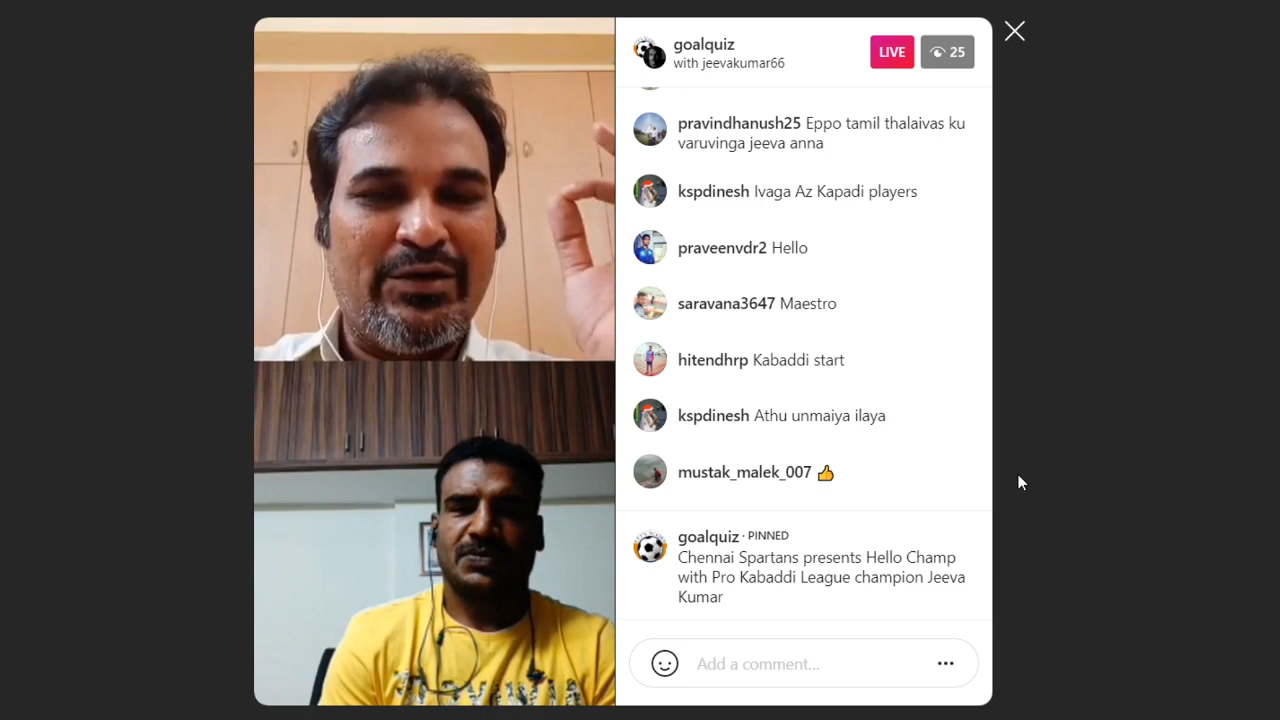 goalquiz
with jeevakumar66
LIVE
25
pravindhanush25 Eppo tamil thalaivas ku
varuvinga jeeva anna
kspdinesh Ivaga Az Kapadi players
praveenvdr2 Hello
saravana3647 Maestro
hitendhrp Kabaddi start
kspdinesh Athu unmaiya ilaya
mustak_malek_007 👍
goalquiz · PINNED
Chennai Spartans presents Hello Champ
with Pro Kabaddi League champion Jeeva
Kumar
Add a comment...